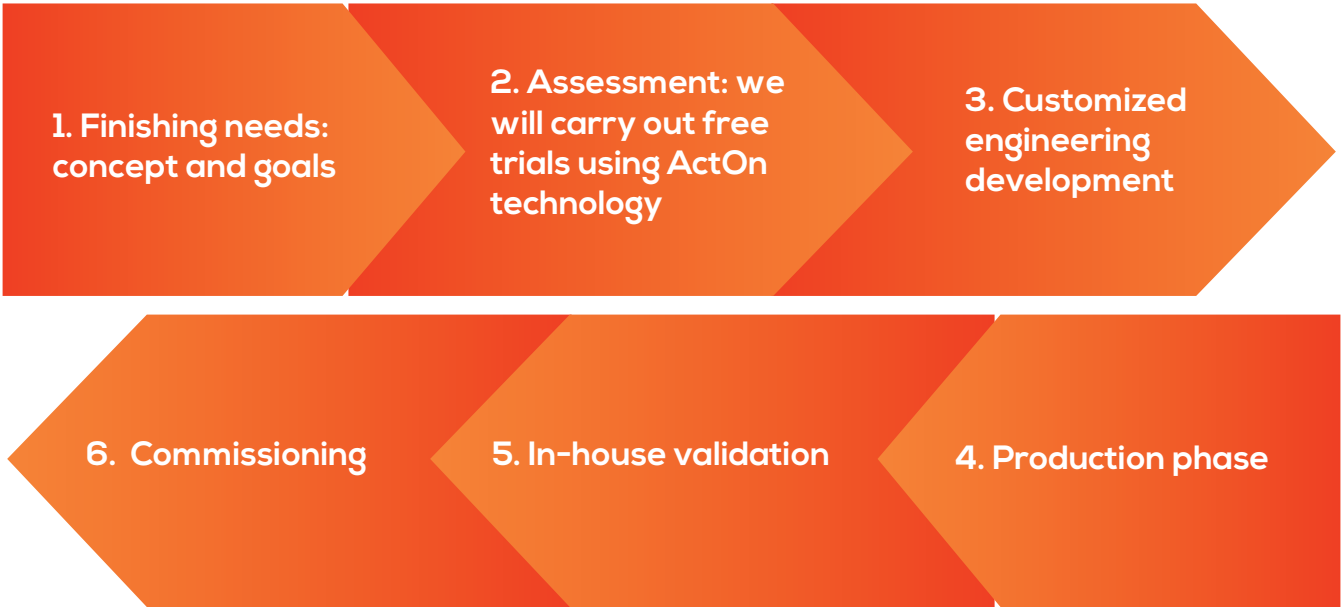 1. Finishing needs:
concept and goals
2. Assessment: we
will carry out free
trials using ActOn
technology
3. Customized
engineering
development
4. Production phase
5. In-house validation
6. Commissioning